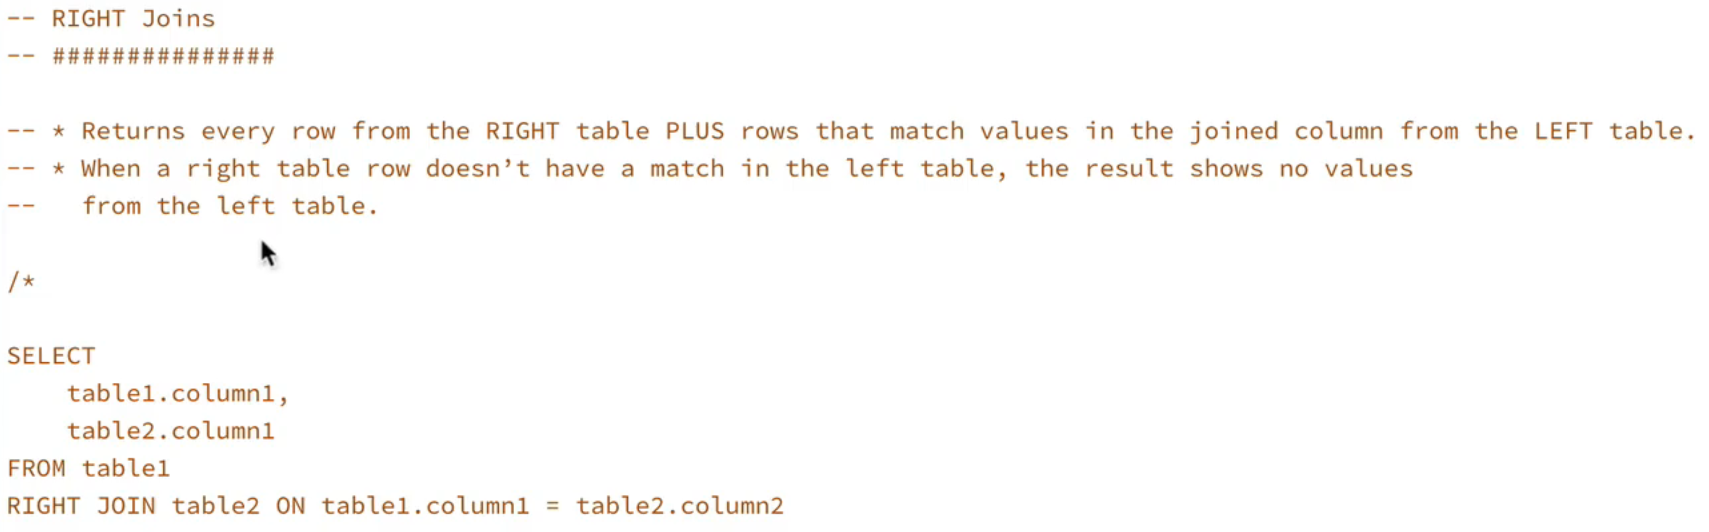 -- RIGHT Joins
-- ###############
-- * Returns every row from the RIGHT table PLUS rows that match values in the joined column from the LEFT table.
-- * When a right table row doesn’t have a match in the left table, the result shows no values
--   from the left table.
/*
SELECT
    table1.column1,
    table2.column1
FROM table1
RIGHT JOIN table2 ON table1.column1 = table2.column2